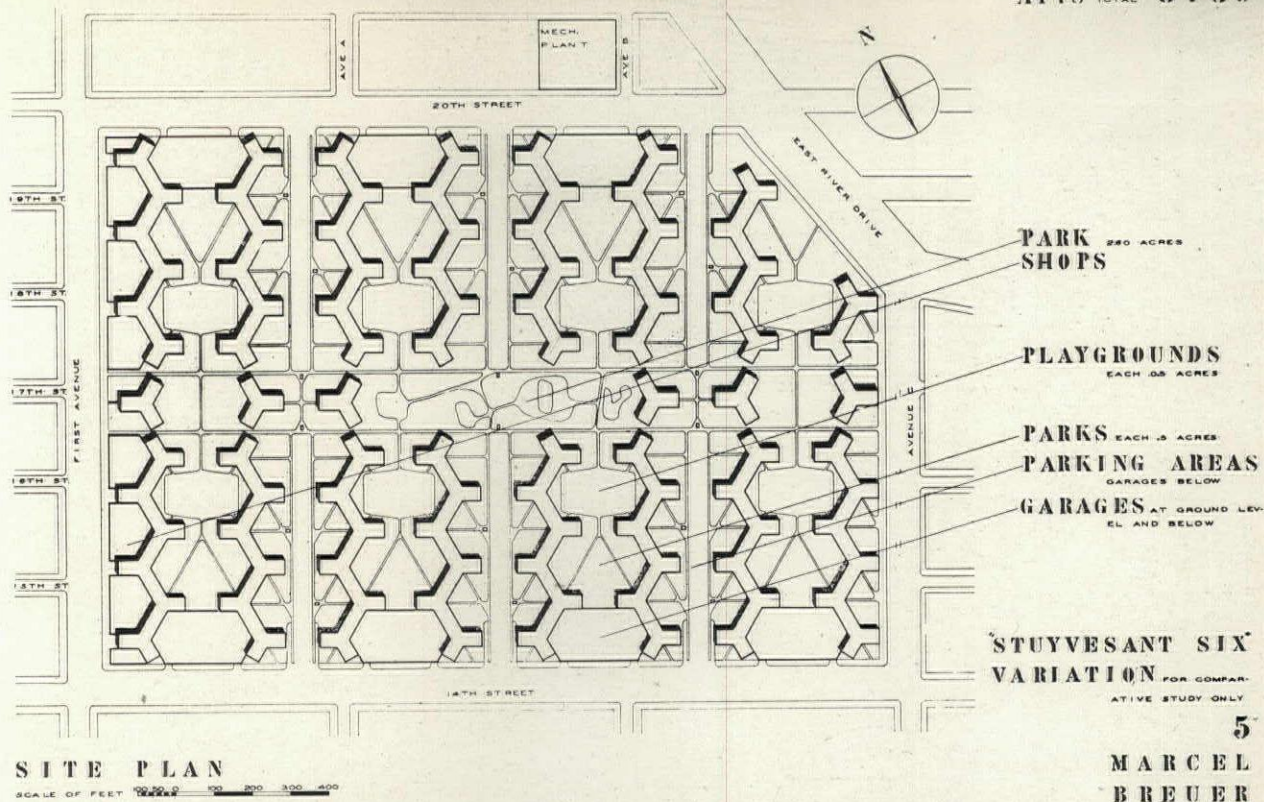 MECH.
PLANT
AVE A
AVE B
20TH STREET
N
EAST RIVER DRIVE
19TH ST.
18TH ST.
17TH ST.
16TH ST.
15TH ST.
FIRST AVENUE
AVENUE C
14TH STREET
PARK 2.80 ACRES
SHOPS
PLAYGROUNDS
EACH .05 ACRES
PARKS EACH .5 ACRES
PARKING AREAS
GARAGES BELOW
GARAGES AT GROUND LEV-
EL AND BELOW
"STUYVESANT SIX"
VARIATION FOR COMPAR-
ATIVE STUDY ONLY
5
MARCEL
BREUER
SITE PLAN
SCALE OF FEET 100 50 0 100 200 300 400